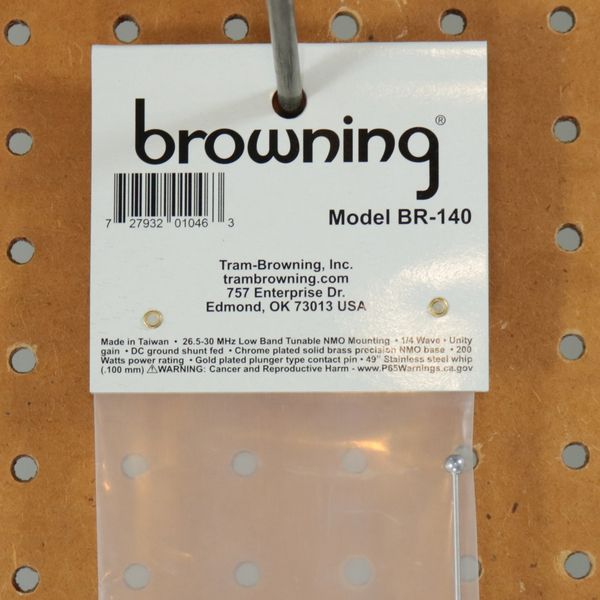 browning®
7 27932 01046 3
Model BR-140
Tram-Browning, Inc.
trambrowning.com
757 Enterprise Dr.
Edmond, OK 73013 USA
Made in Taiwan • 26.5-30 MHz Low Band Tunable NMO Mounting • 1/4 Wave • Unity
gain • DC ground shunt fed • Chrome plated solid brass precision NMO base • 200
Watts power rating • Gold plated plunger type contact pin • 49" Stainless steel whip
(.100 mm) ⚠WARNING: Cancer and Reproductive Harm - www.P65Warnings.ca.gov